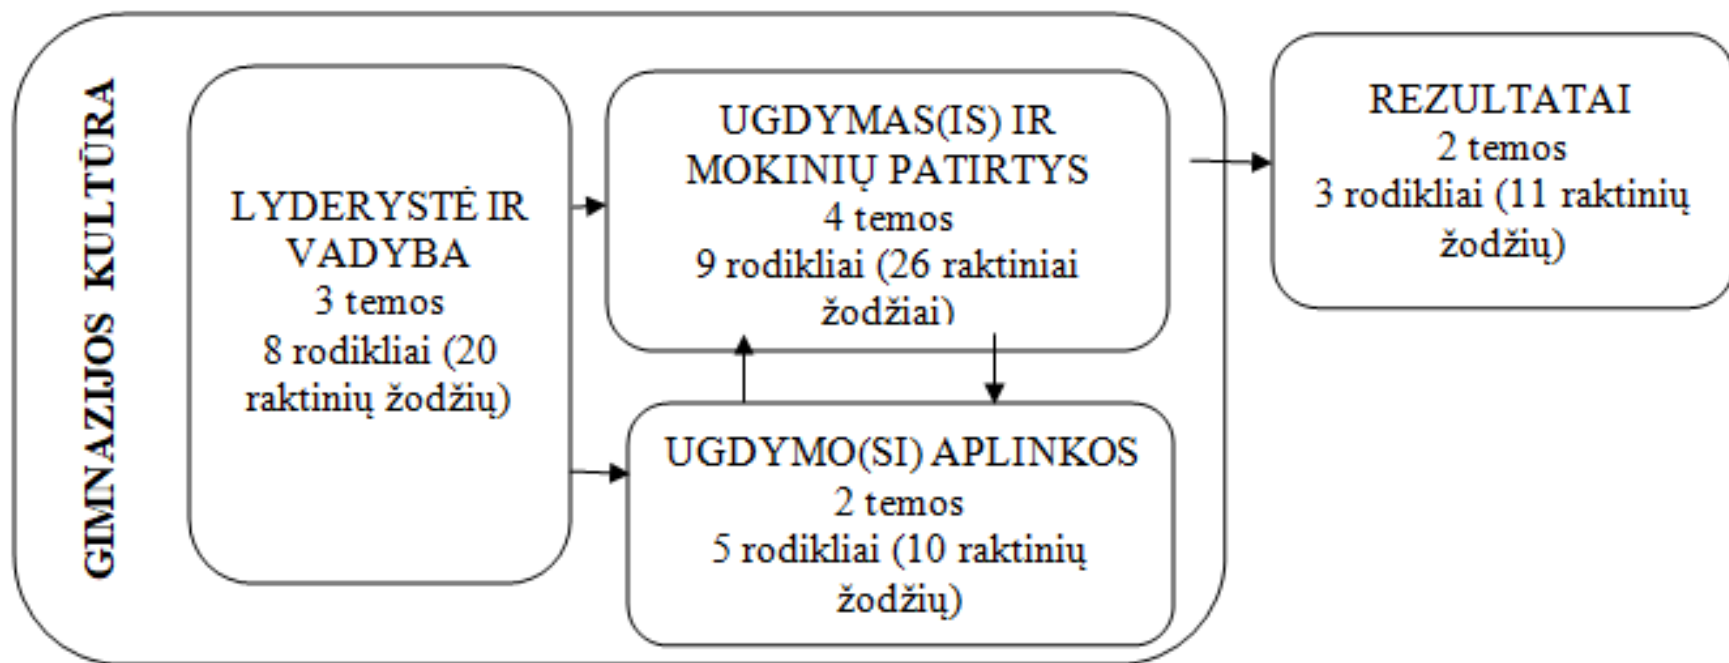 GIMNAZIJOS KULTŪRA
LYDERYSTĖ IR
VADYBA
3 temos
8 rodikliai (20
raktinių žodžių)
UGDYMAS(IS) IR
MOKINIŲ PATIRTYS
4 temos
9 rodikliai (26 raktiniai
žodžiai)
UGDYMO(SI) APLINKOS
2 temos
5 rodikliai (10 raktinių
žodžių)
REZULTATAI
2 temos
3 rodikliai (11 raktinių
žodžių)